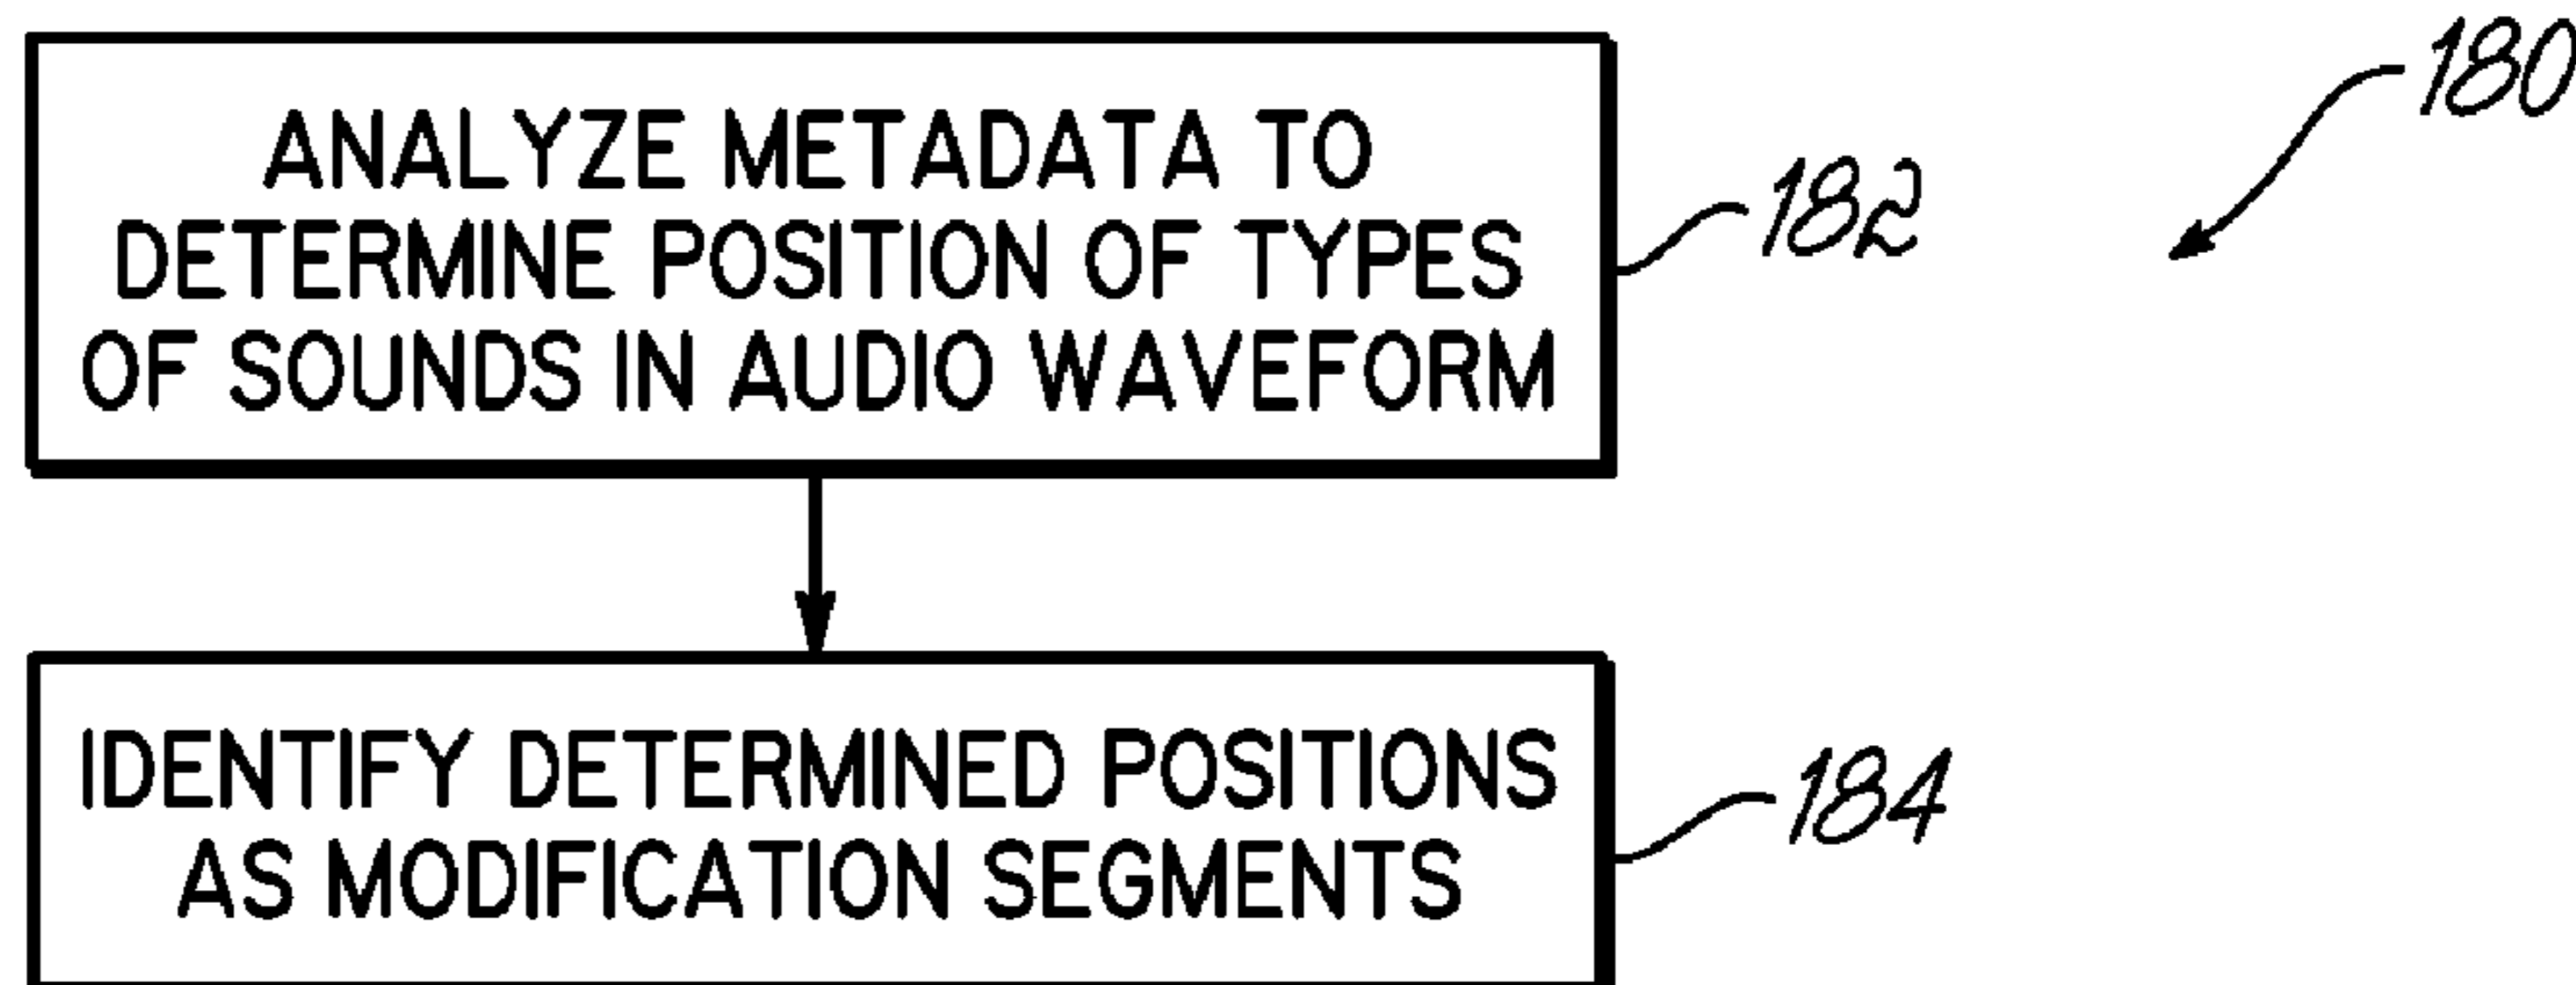 180
ANALYZE METADATA TO
DETERMINE POSITION OF TYPES
OF SOUNDS IN AUDIO WAVEFORM
182
IDENTIFY DETERMINED POSITIONS
AS MODIFICATION SEGMENTS
184